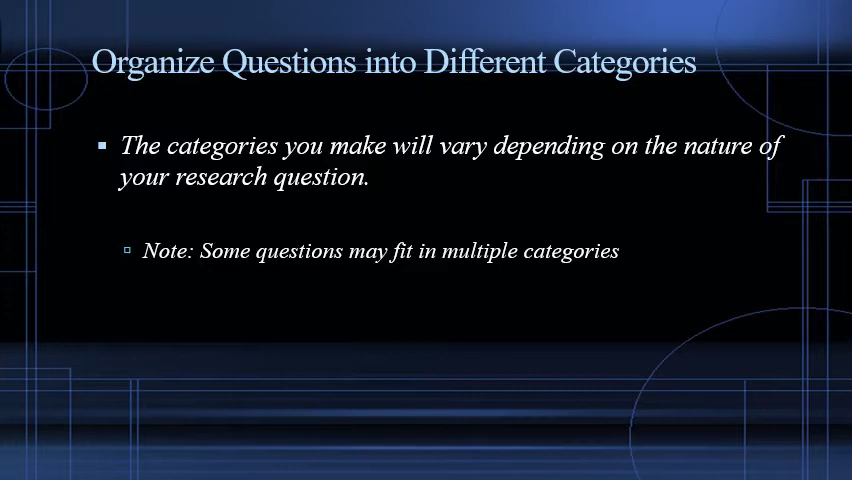 Organize Questions into Different Categories
The categories you make will vary depending on the nature of
your research question.
Note: Some questions may fit in multiple categories